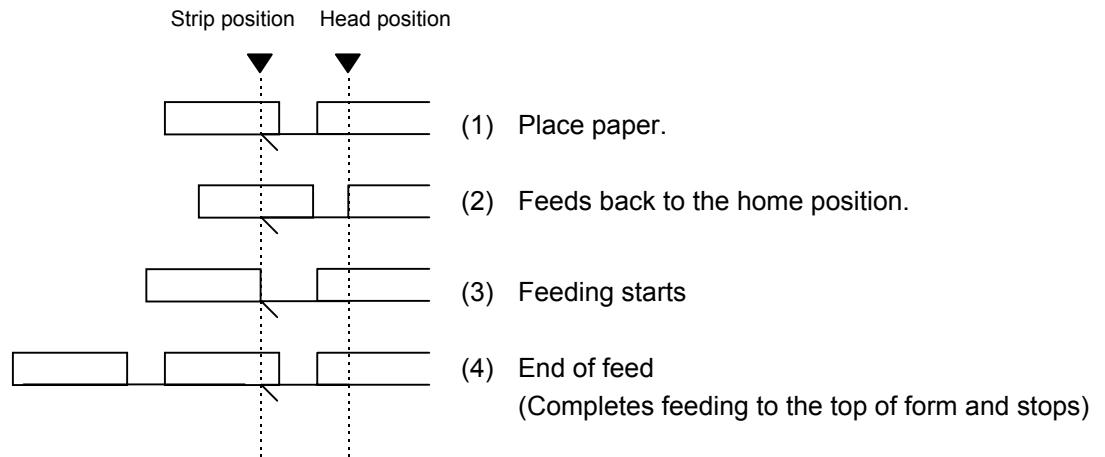 Strip position Head position
(1) Place paper.
(2) Feeds back to the home position.
(3) Feeding starts
(4) End of feed
(Completes feeding to the top of form and stops)